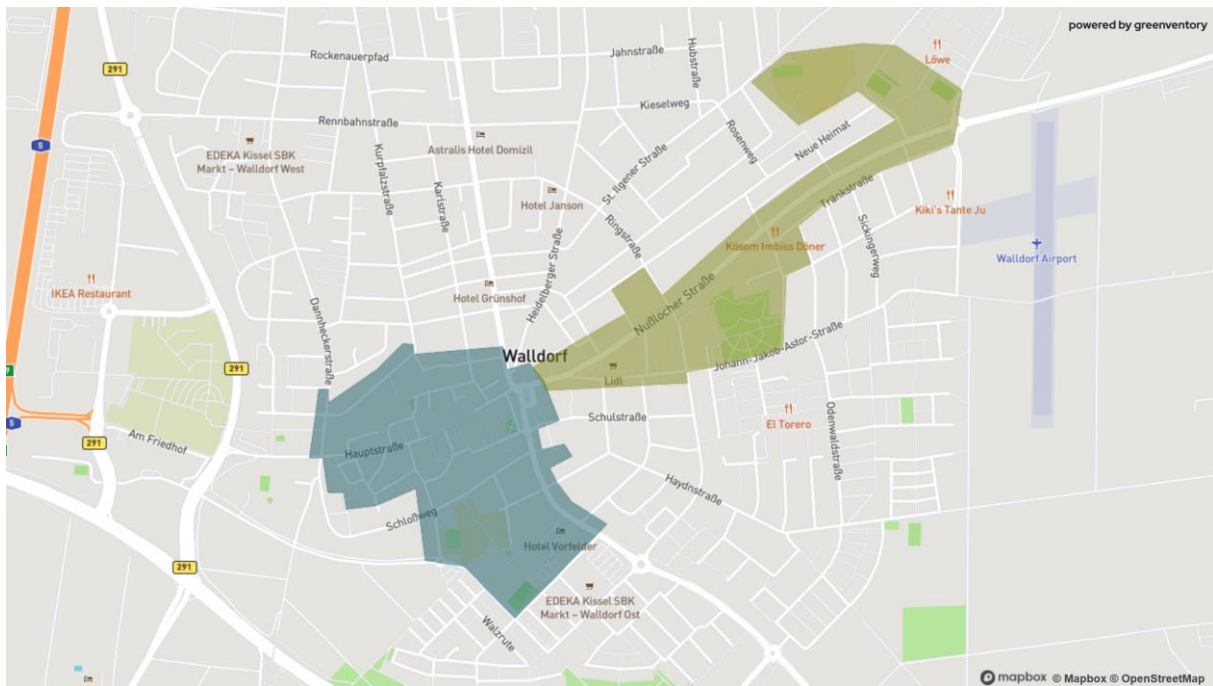 powered by greenventory
Rockenauerpfad
Jahnstraße
Hubstraße
Löwe
291
Kieselweg
Rennbahnstraße
5
EDEKA Kissel SBK
Markt – Walldorf West
Astralis Hotel Domizil
Kurpfalzstraße
Karlstraße
St. Ilgener Straße
Rosenweg
Neue Heimat
Tränkstraße
Hotel Janson
Ringstraße
Sickingerweg
Kiki's Tante Ju
Heidelberger Straße
Kösem Imbiss Döner
Walldorf Airport
IKEA Restaurant
Hotel Grünshof
Nußlocher Straße
Dannheckerstraße
Walldorf
Johann-Jakob-Astor-Straße
291
Lidl
5
Schulstraße
El Torero
Odenwaldstraße
291
Am Friedhof
Hauptstraße
Haydnstraße
Schloßweg
Hotel Vorfelder
291
EDEKA Kissel SBK
Markt – Walldorf Ost
Walzrute
mapbox © Mapbox © OpenStreetMap